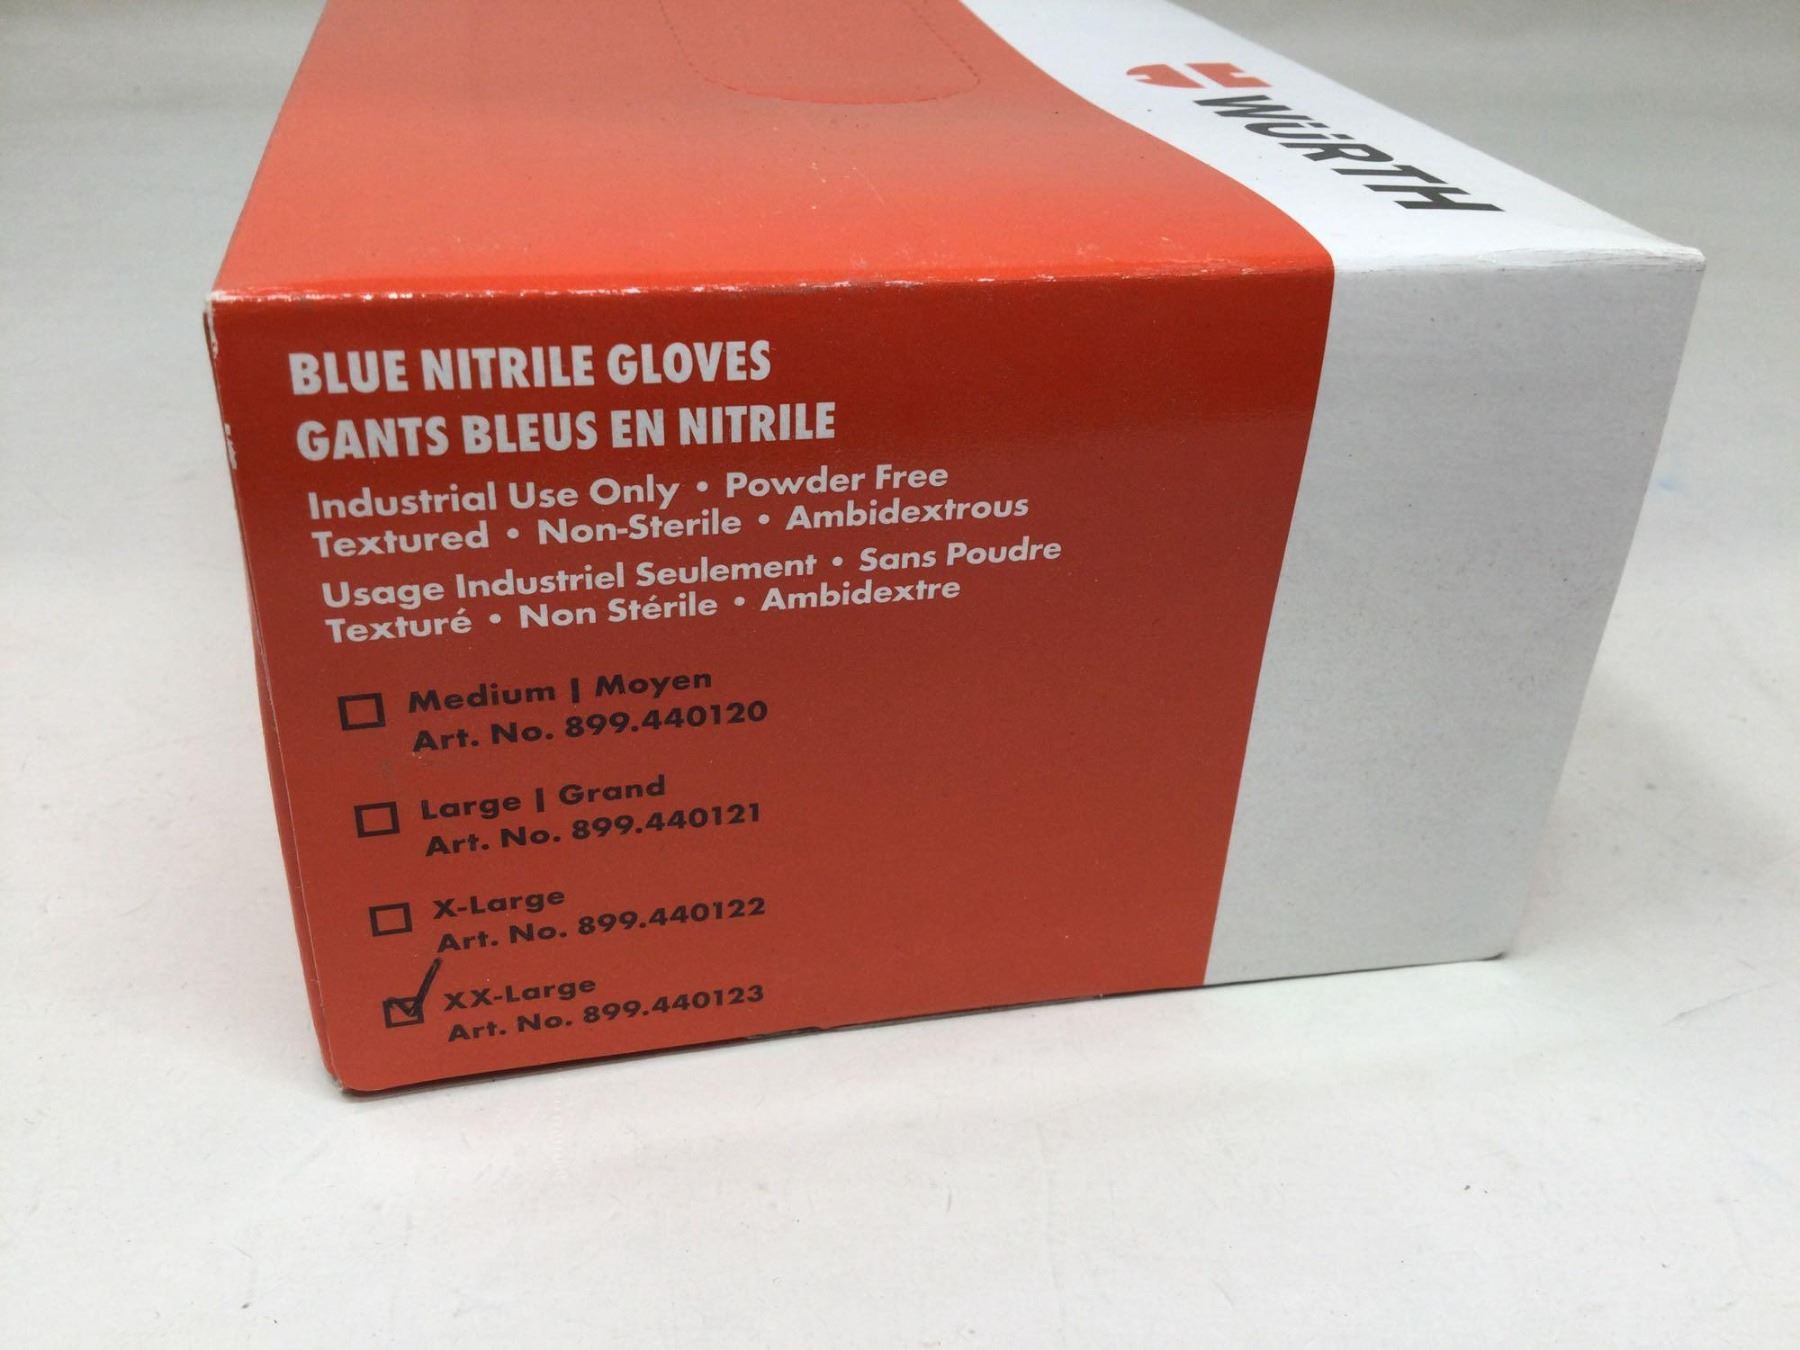 WÜRTH
BLUE NITRILE GLOVES
GANTS BLEUS EN NITRILE
Industrial Use Only • Powder Free
Textured • Non-Sterile • Ambidextrous
Usage Industriel Seulement • Sans Poudre
Texturé • Non Stérile • Ambidextre
Medium | Moyen
Art. No. 899.440120
Large | Grand
Art. No. 899.440121
X-Large
Art. No. 899.440122
XX-Large
Art. No. 899.440123